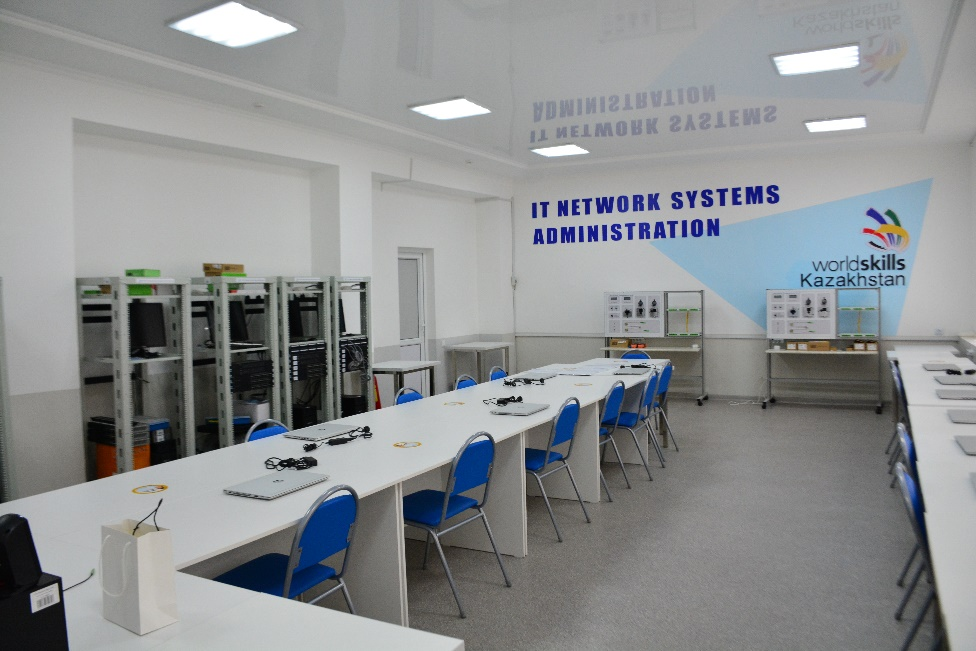 IT NETWORK SYSTEMS
ADMINISTRATION
worldskills
Kazakhstan